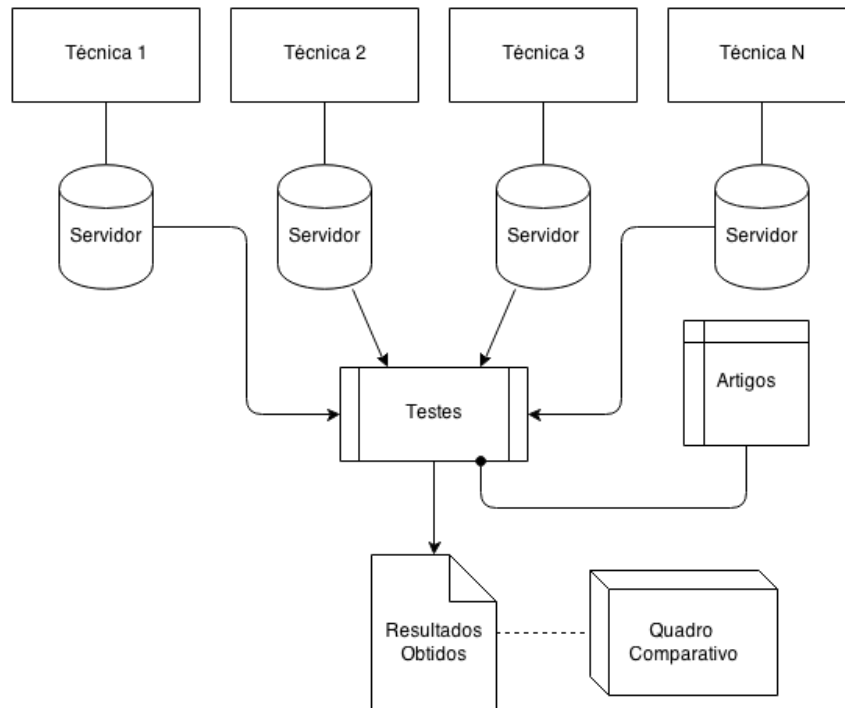 Técnica 1
Técnica 2
Técnica 3
Técnica N
Servidor
Servidor
Servidor
Servidor
Testes
Artigos
Resultados
Obtidos
Quadro
Comparativo